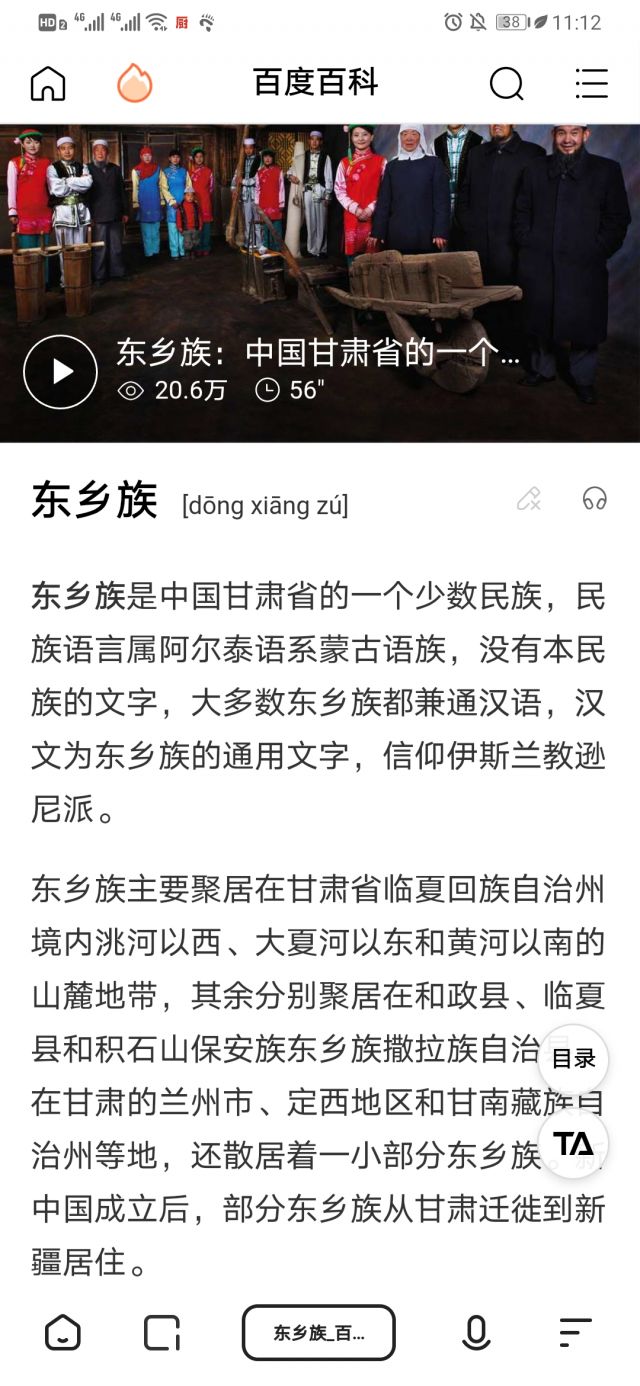 HD 2 4G 4G 厨 38 11:12
百度百科
东乡族：中国甘肃省的一个...
20.6万 56"
东乡族 [dōng xiāng zú]
东乡族是中国甘肃省的一个少数民族，民
族语言属阿尔泰语系蒙古语族，没有本民
族的文字，大多数东乡族都兼通汉语，汉
文为东乡族的通用文字，信仰伊斯兰教逊
尼派。
东乡族主要聚居在甘肃省临夏回族自治州
境内洮河以西、大夏河以东和黄河以南的
山麓地带，其余分别聚居在和政县、临夏
县和积石山保安族东乡族撒拉族自治
目录
在甘肃的兰州市、定西地区和甘南藏族自
治州等地，还散居着一小部分东乡族。新
TA
中国成立后，部分东乡族从甘肃迁徙到新
疆居住。
东乡族_百...